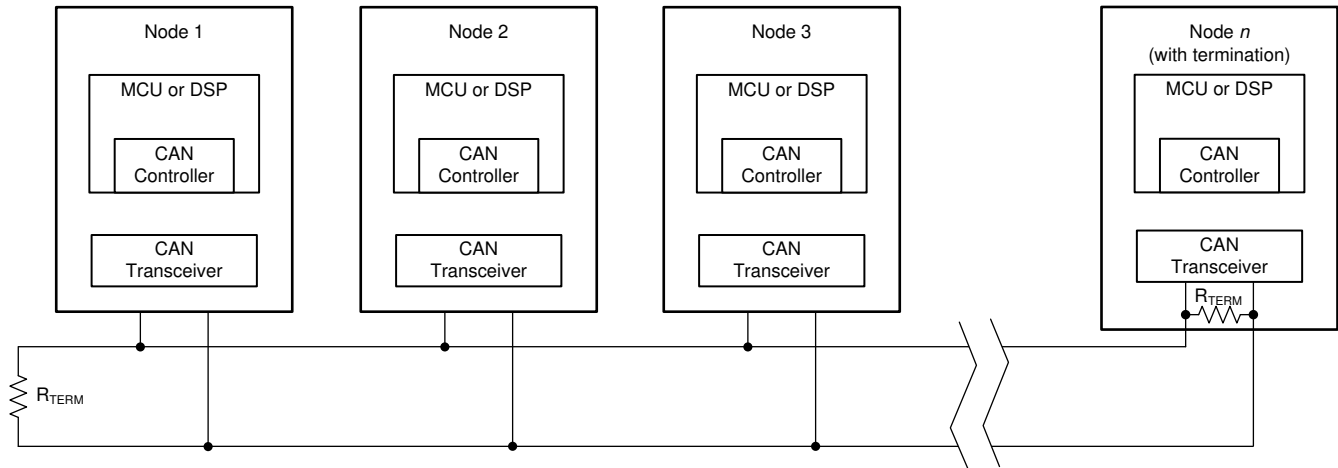 Node 1
MCU or DSP
CAN
Controller
CAN
Transceiver
Node 2
MCU or DSP
CAN
Controller
CAN
Transceiver
Node 3
MCU or DSP
CAN
Controller
CAN
Transceiver
Node n
(with termination)
MCU or DSP
CAN
Controller
CAN
Transceiver
RTERM
RTERM